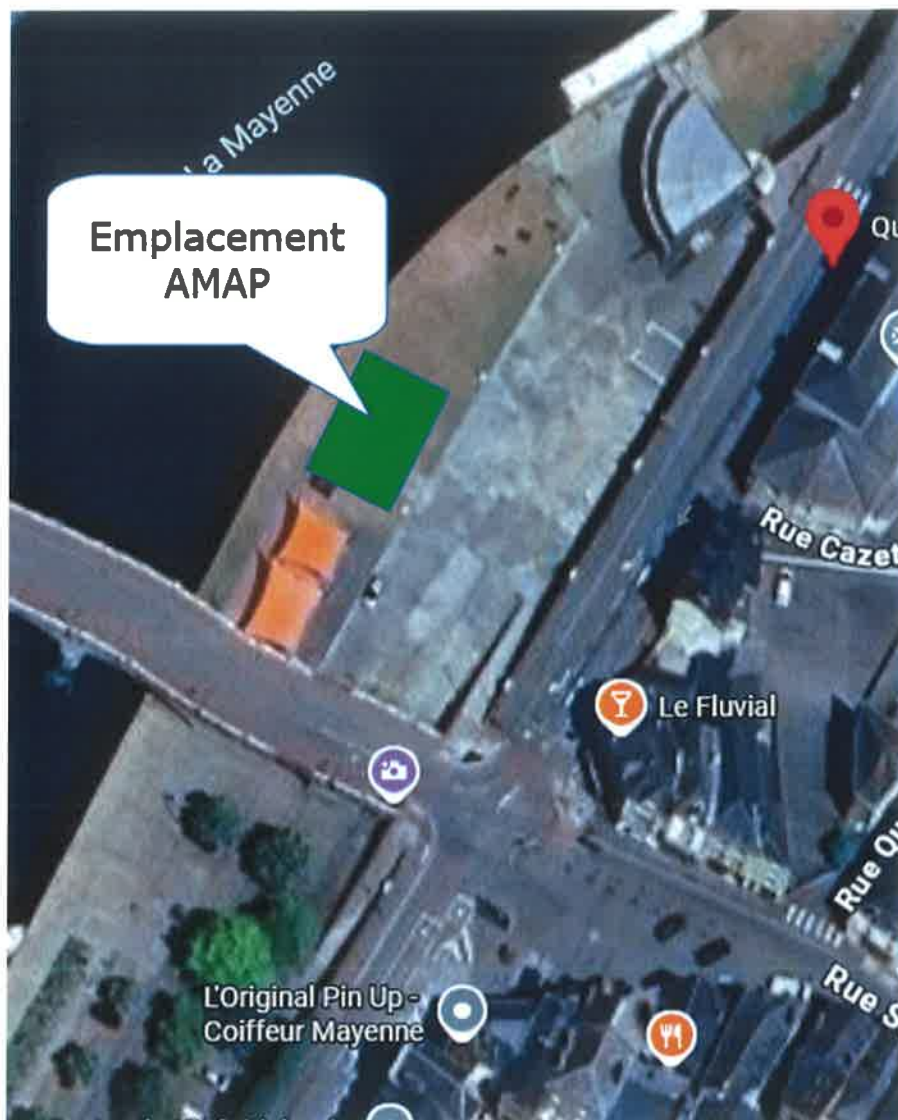 La Mayenne
Emplacement
AMAP
Qu
Rue Cazet
Le Fluvial
Rue Qu
L'Original Pin Up -
Coiffeur Mayenne
Rue S